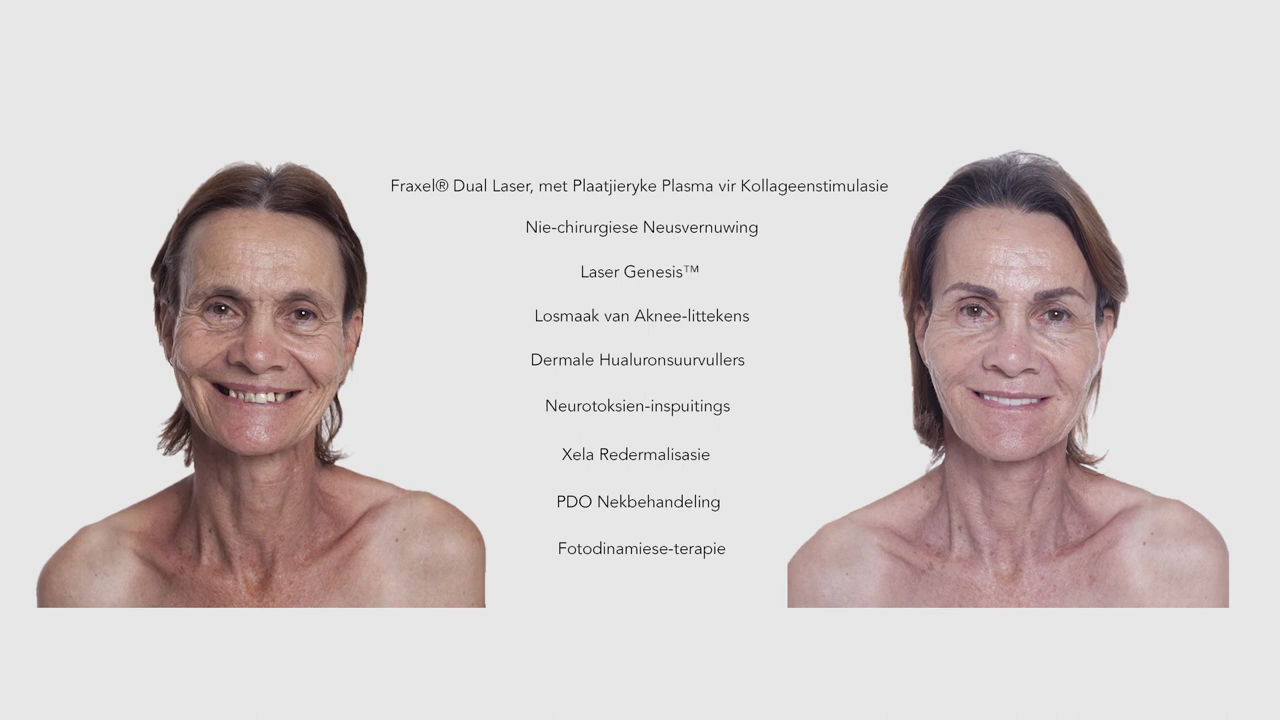 Fraxel® Dual Laser, met Plaatjieryke Plasma vir Kollageenstimulasie
Nie-chirurgiese Neusvernuwing
Laser Genesis™
Losmaak van Aknee-littekens
Dermale Hualuronsuurvullers
Neurotoksien-inspuitings
Xela Redermalisasie
PDO Nekbehandeling
Fotodinamiese-terapie